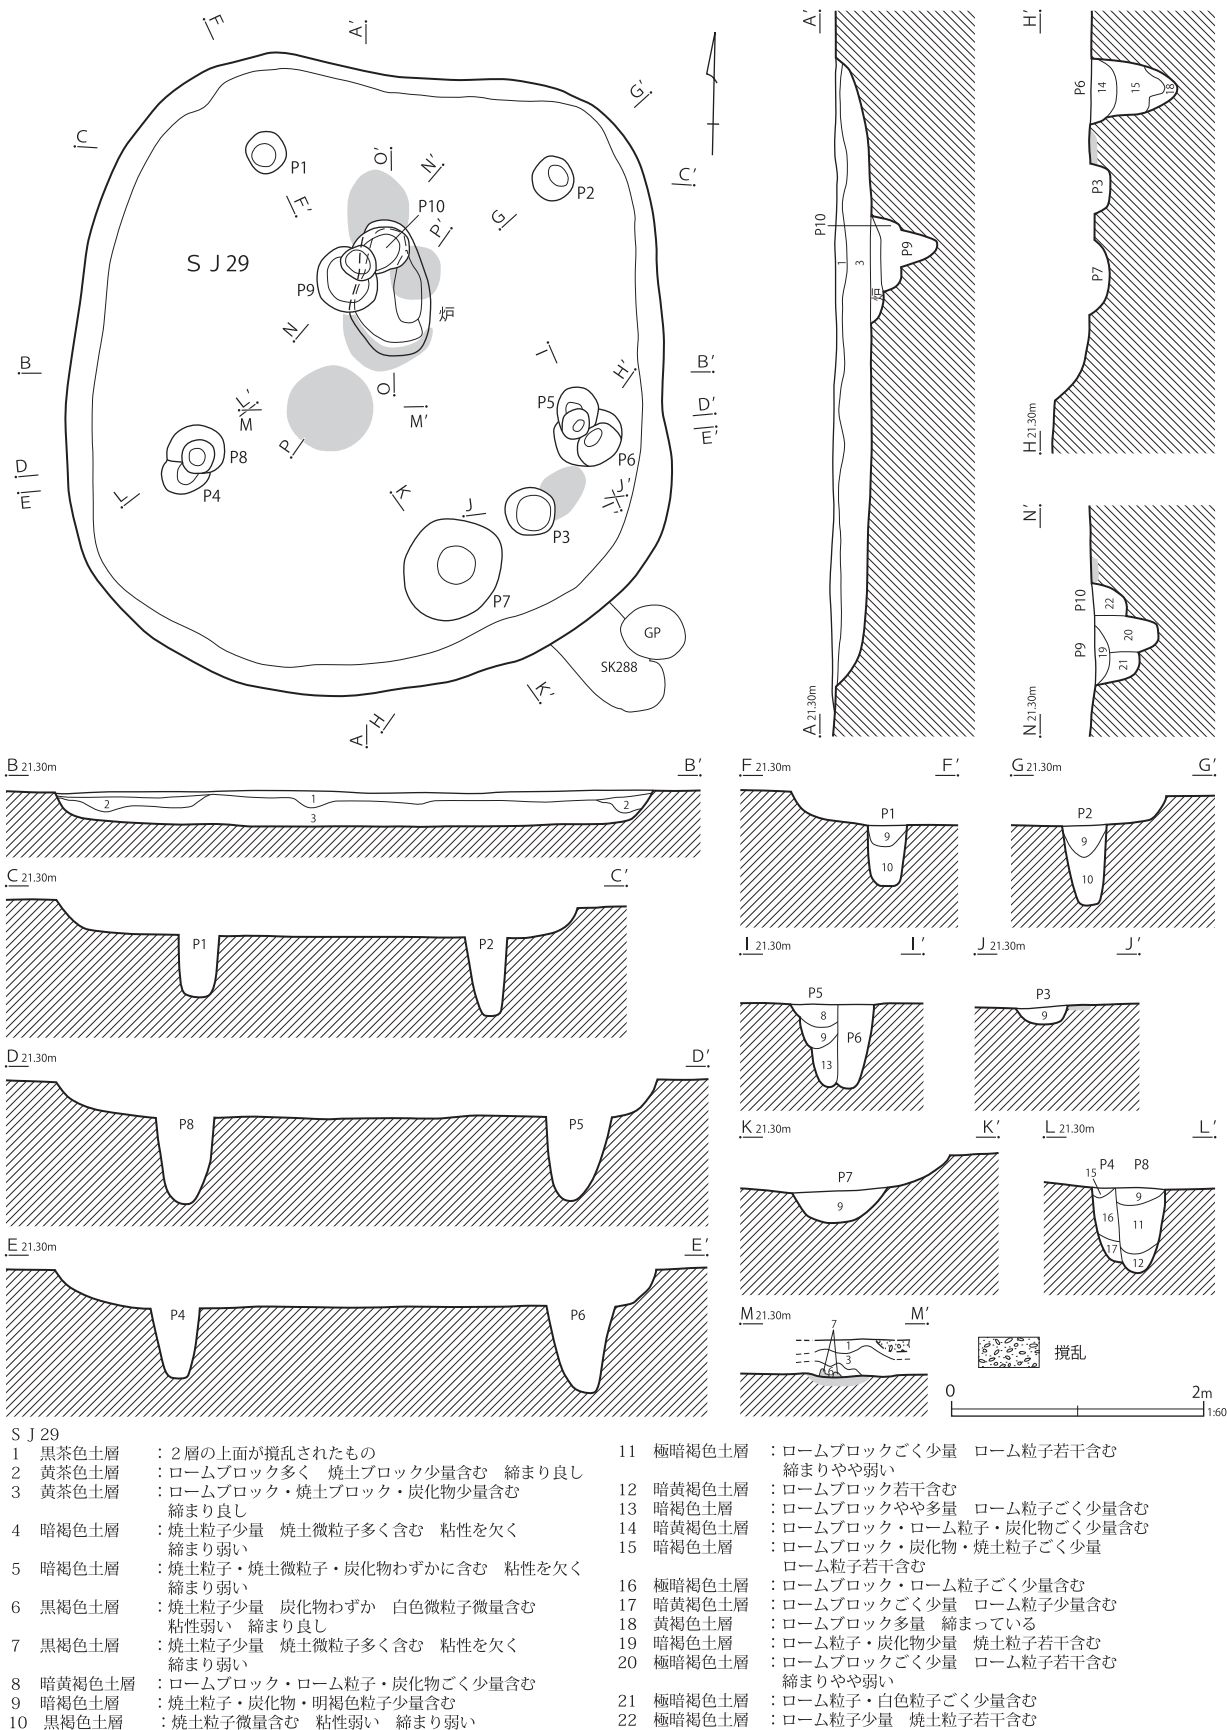 F
A'
G'
C
P1
O'
N'
P2
C'
F'
P10
P'
G
S J 29
P9
炉
N
I
H'
B
B'
O
M'
L'
M
P5
D'
E'
P
P8
P6
D
E
P4
L
K
J
J'
I'
P3
P7
GP
SK288
K'
A
H
A'
P10
1
3
炉
P9
A 21.30m
H'
P6
14
15
18
P3
P7
H 21.30m
N'
P10
22
P9
19
20
21
N 21.30m
B 21.30m
B'
2
1
2
3
C 21.30m
C'
P1
P2
D 21.30m
D'
P8
P5
E 21.30m
E'
P4
P6
F 21.30m
F'
P1
9
10
G 21.30m
G'
P2
9
10
I 21.30m
I'
P5
8
9
13
P6
J 21.30m
J'
P3
9
K 21.30m
K'
P7
9
L 21.30m
L'
P4 P8
15
9
16
11
17
12
M 21.30m
M'
7
1
3
6
撹乱
0
2m
1:60
S J 29
1 黒茶色土層 :2層の上面が撹乱されたもの
2 黄茶色土層 :ロームブロック多く 焼土ブロック少量含む 締まり良し
3 黄茶色土層 :ロームブロック・焼土ブロック・炭化物少量含む
締まり良し
4 暗褐色土層 :焼土粒子少量 焼土微粒子多く含む 粘性を欠く
締まり弱い
5 暗褐色土層 :焼土粒子・焼土微粒子・炭化物わずかに含む 粘性を欠く
締まり弱い
6 黒褐色土層 :焼土粒子少量 炭化物わずか 白色微粒子微量含む
粘性弱い 締まり良し
7 黒褐色土層 :焼土粒子少量 焼土微粒子多く含む 粘性を欠く
締まり弱い
8 暗黄褐色土層 :ロームブロック・ローム粒子・炭化物ごく少量含む
9 暗褐色土層 :焼土粒子・炭化物・明褐色粒子少量含む
10 黒褐色土層 :焼土粒子微量含む 粘性弱い 締まり弱い
11 極暗褐色土層 :ロームブロックごく少量 ローム粒子若干含む
締まりやや弱い
12 暗黄褐色土層 :ロームブロック若干含む
13 暗褐色土層 :ロームブロックやや多量 ローム粒子ごく少量含む
14 暗黄褐色土層 :ロームブロック・ローム粒子・炭化物ごく少量含む
15 暗褐色土層 :ロームブロック・炭化物・焼土粒子ごく少量
ローム粒子若干含む
16 極暗褐色土層 :ロームブロック・ローム粒子ごく少量含む
17 暗黄褐色土層 :ロームブロックごく少量 ローム粒子少量含む
18 黄褐色土層 :ロームブロック多量 締まっている
19 暗褐色土層 :ローム粒子・炭化物少量 焼土粒子若干含む
20 極暗褐色土層 :ロームブロックごく少量 ローム粒子若干含む
締まりやや弱い
21 極暗褐色土層 :ローム粒子・白色粒子ごく少量含む
22 極暗褐色土層 :ローム粒子少量 焼土粒子若干含む